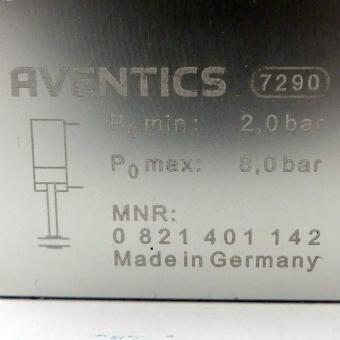 AVENTICS 7290
P0 min: 2,0 bar
P0 max: 8,0 bar
MNR:
0 821 401 142
Made in Germany